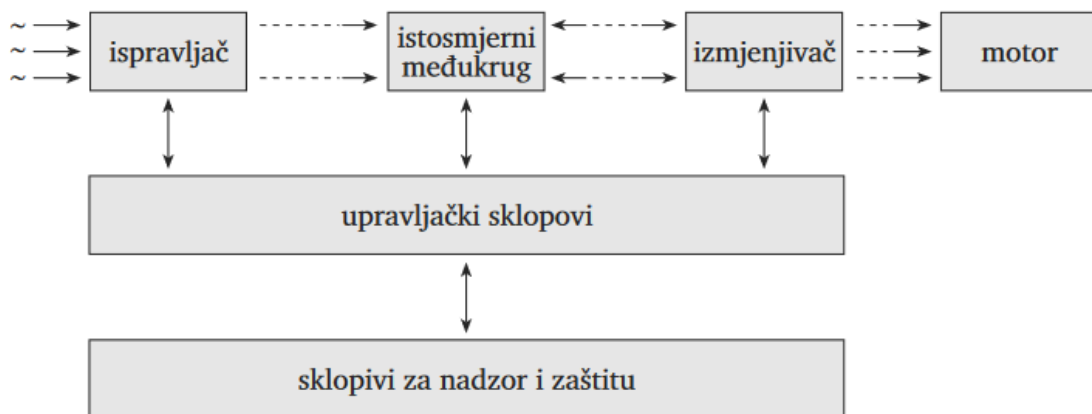 ~
~
~
ispravljač
istosmjerni
međukrug
izmjenjivač
motor
upravljački sklopovi
sklopivi za nadzor i zaštitu